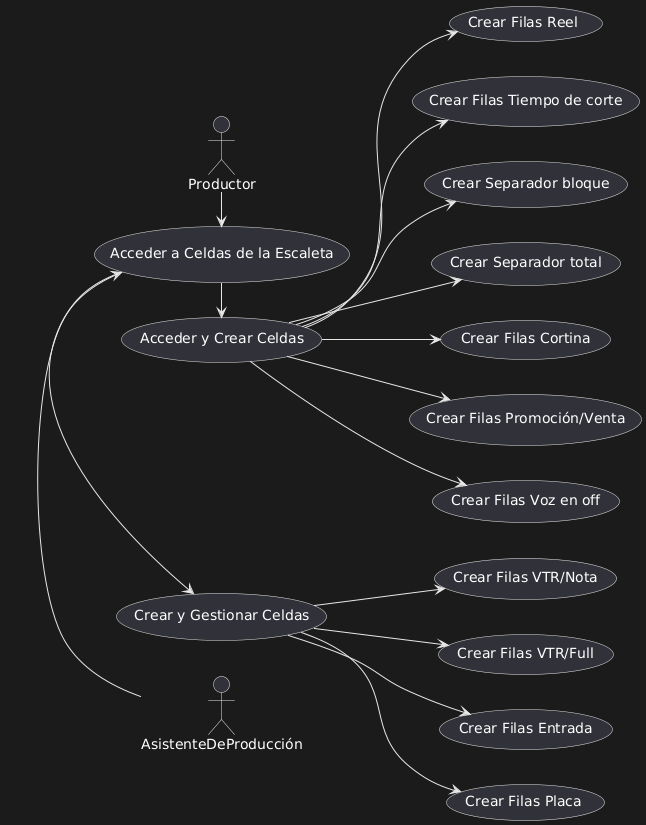 Crear Filas Reel
Crear Filas Tiempo de corte
Productor
Crear Separador bloque
Acceder a Celdas de la Escaleta
Crear Separador total
Acceder y Crear Celdas
Crear Filas Cortina
Crear Filas Promoción/Venta
Crear Filas Voz en off
Crear Filas VTR/Nota
Crear y Gestionar Celdas
Crear Filas VTR/Full
Crear Filas Entrada
AsistenteDeProducción
Crear Filas Placa